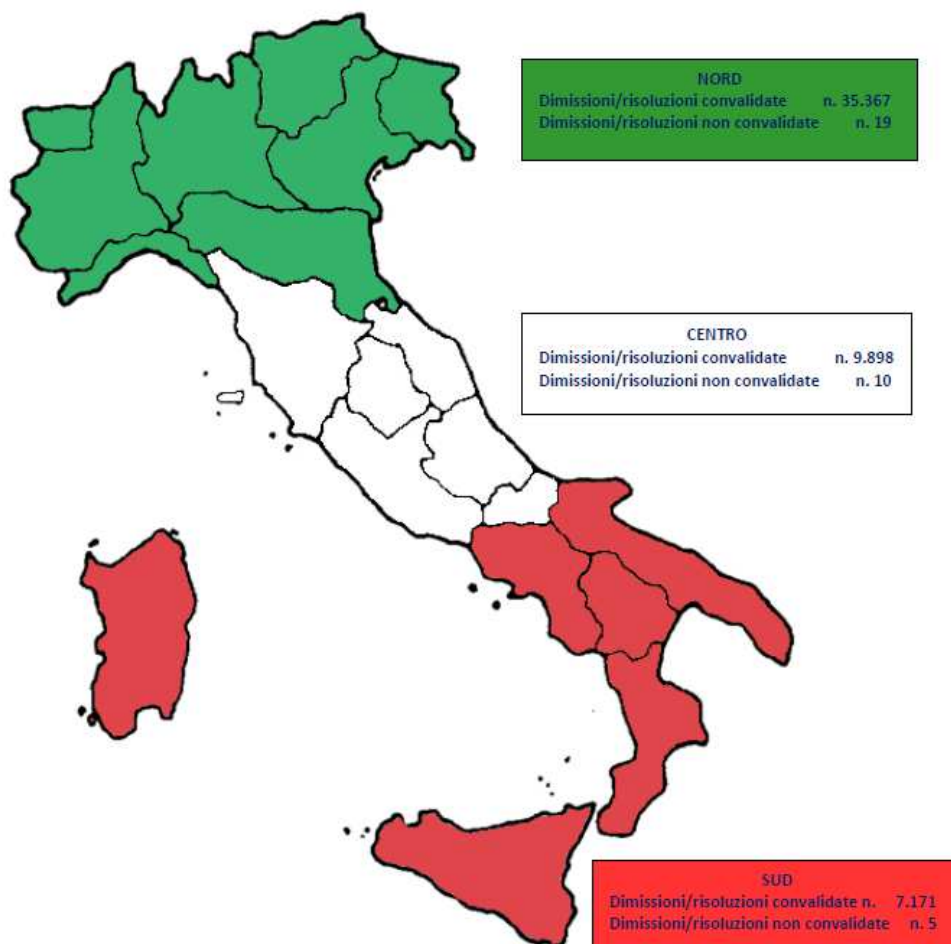 NORD
Dimissioni/risoluzioni convalidate n. 35.367
Dimissioni/risoluzioni non convalidate n. 19
CENTRO
Dimissioni/risoluzioni convalidate n. 9.898
Dimissioni/risoluzioni non convalidate n. 10
SUD
Dimissioni/risoluzioni convalidate n. 7.171
Dimissioni/risoluzioni non convalidate n. 5